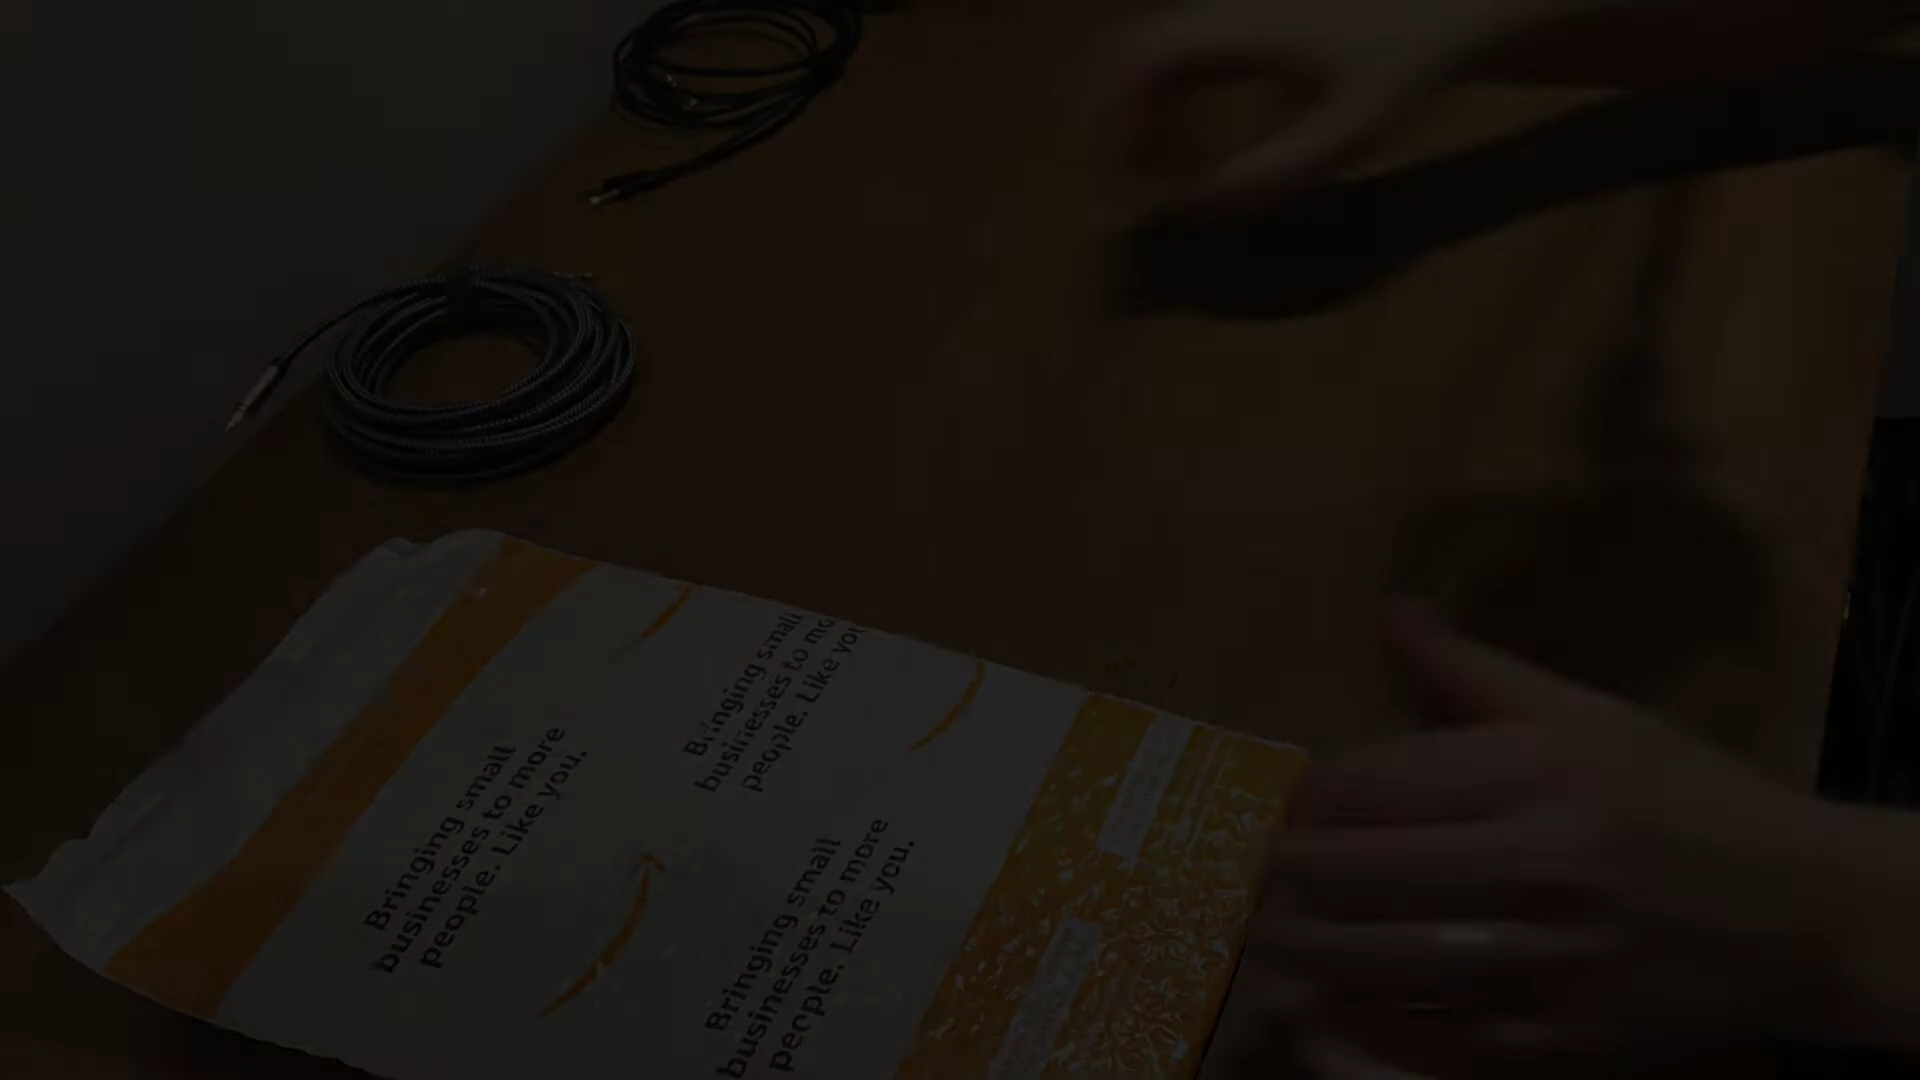 Bringing small
businesses to more
people. Like you.
Bringing small
businesses to mo
people. Like you
Bringing small
businesses to more
people. Like you.